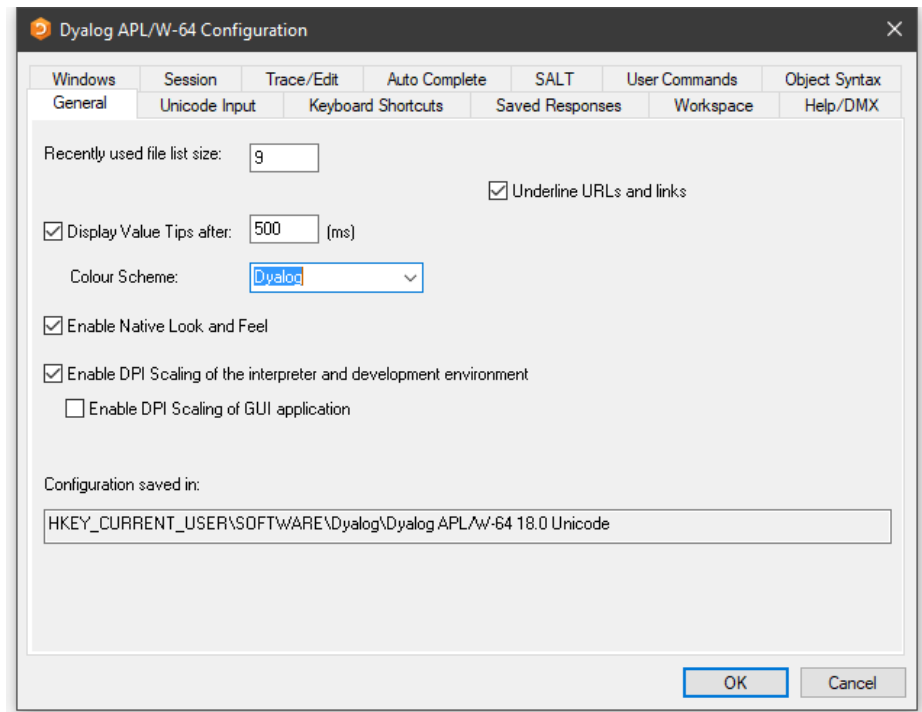 Dyalog APL/W-64 Configuration
Windows Session Trace/Edit Auto Complete SALT User Commands Object Syntax
General Unicode Input Keyboard Shortcuts Saved Responses Workspace Help/DMX
Recently used file list size: 9
Underline URLs and links
Display Value Tips after: 500 (ms)
Colour Scheme: Dyalog
Enable Native Look and Feel
Enable DPI Scaling of the interpreter and development environment
Enable DPI Scaling of GUI application
Configuration saved in:
HKEY_CURRENT_USER\SOFTWARE\Dyalog\Dyalog APL/W-64 18.0 Unicode
OK Cancel